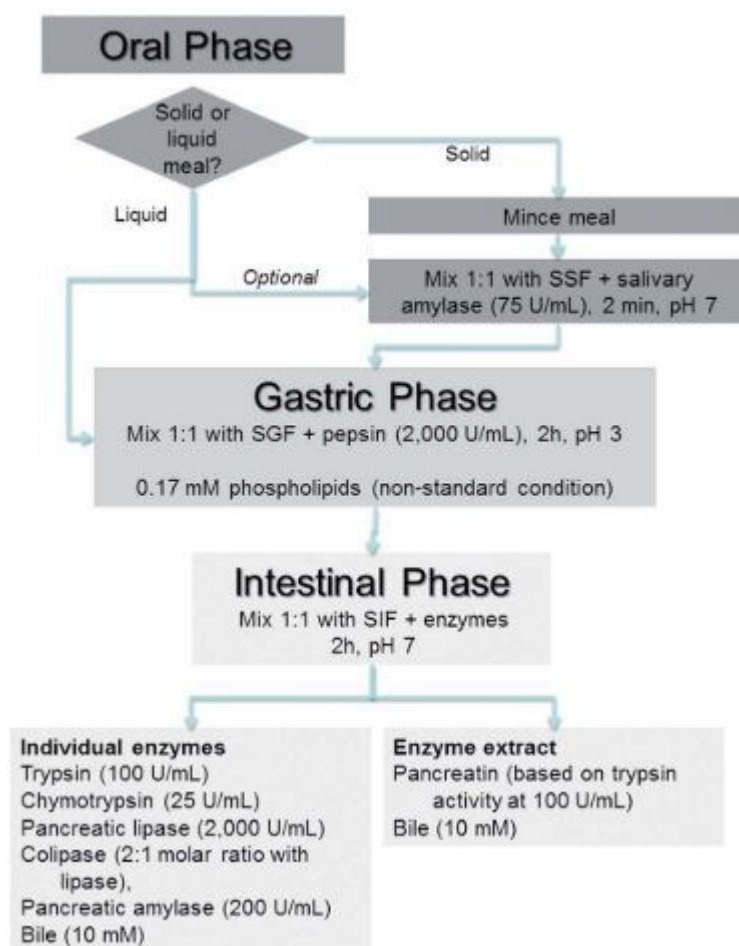 Oral Phase
Solid or
liquid
meal?
Solid
Liquid
Mince meal
Optional
Mix 1:1 with SSF + salivary
amylase (75 U/mL), 2 min, pH 7
Gastric Phase
Mix 1:1 with SGF + pepsin (2,000 U/mL), 2h, pH 3
0.17 mM phospholipids (non-standard condition)
Intestinal Phase
Mix 1:1 with SIF + enzymes
2h, pH 7
Individual enzymes
Trypsin (100 U/mL)
Chymotrypsin (25 U/mL)
Pancreatic lipase (2,000 U/mL)
Colipase (2:1 molar ratio with
lipase),
Pancreatic amylase (200 U/mL)
Bile (10 mM)
Enzyme extract
Pancreatin (based on trypsin
activity at 100 U/mL)
Bile (10 mM)